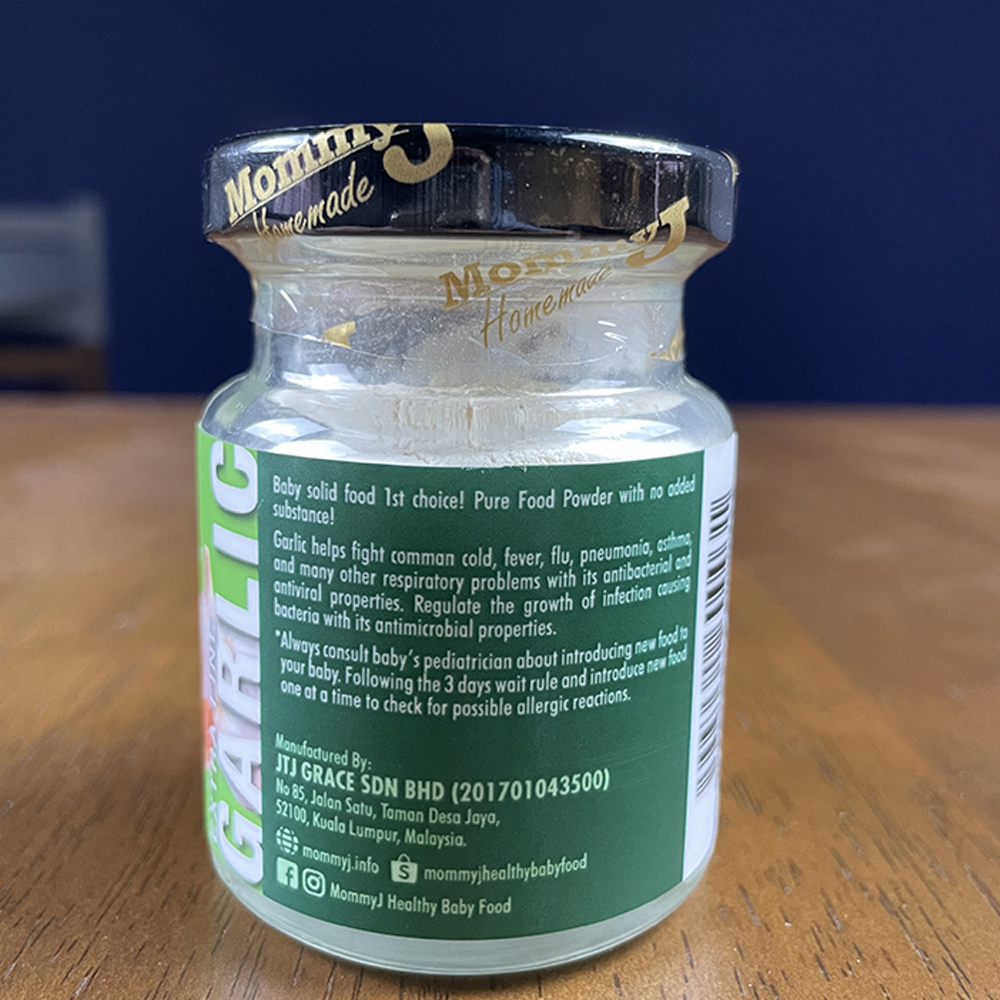 MommyJ
Homemade
MommyJ
Homemade
GARLIC
Baby solid food 1st choice! Pure Food Powder with no added
substance!
Garlic helps fight comman cold, fever, flu, pneumonia, asthma,
and many other respiratory problems with its antibacterial and
antiviral properties. Regulate the growth of infection causing
bacteria with its antimicrobial properties.
*Always consult baby's pediatrician about introducing new food to
your baby. Following the 3 days wait rule and introduce new food
one at a time to check for possible allergic reactions.
Manufactured By:
JTJ GRACE SDN BHD (201701043500)
No 85, Jalan Satu, Taman Desa Jaya,
52100, Kuala Lumpur, Malaysia.
mommyj.info mommyjhealthybabyfood
MommyJ Healthy Baby Food